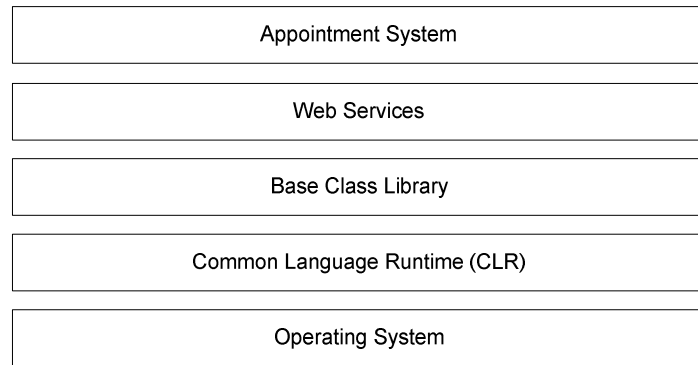 Appointment System
Web Services
Base Class Library
Common Language Runtime (CLR)
Operating System